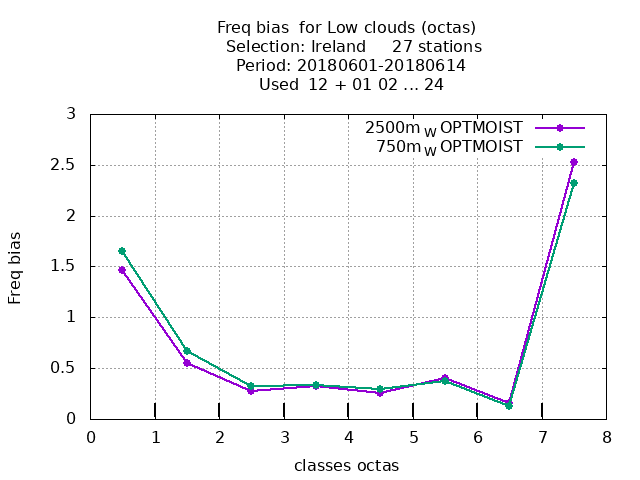 Freq bias  for Low clouds (octas)
Selection: Ireland     27 stations
Period: 20180601-20180614
Used  12 + 01 02 ... 24
3
2500m W OPTMOIST
750m W OPTMOIST
2.5
2
1.5
1
0.5
0
Freq bias
0 1 2 3 4 5 6 7 8
classes octas